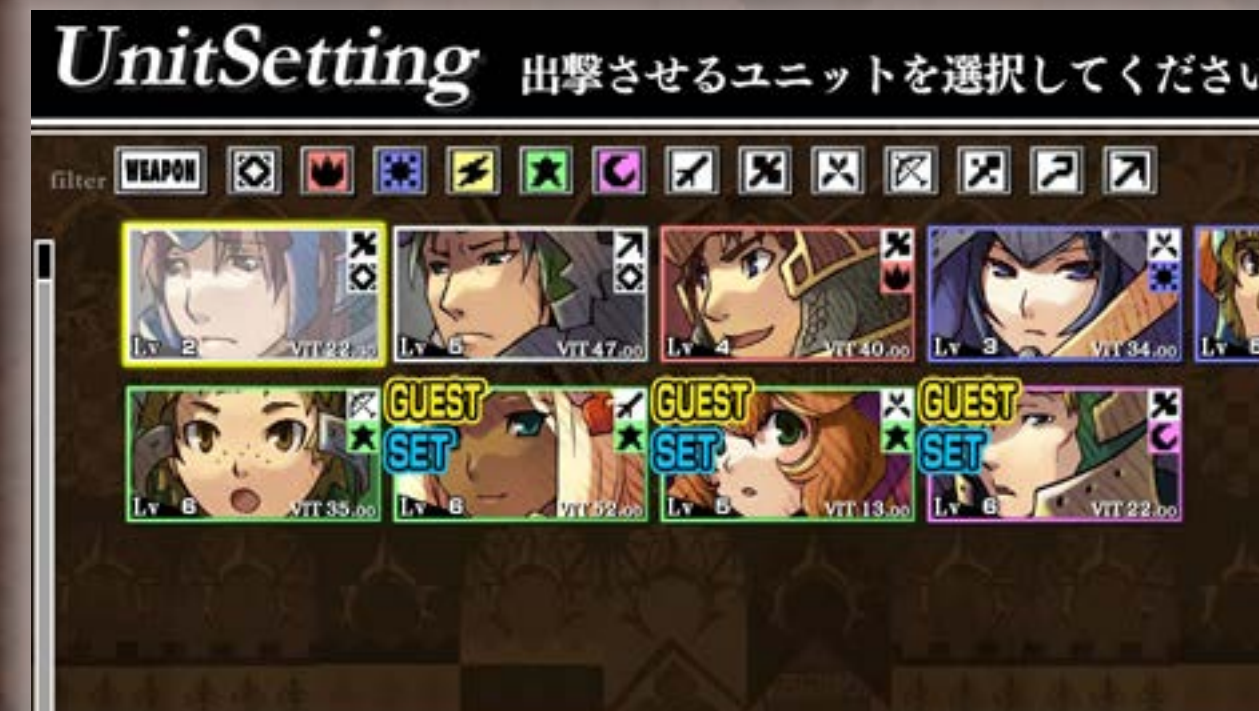 UnitSetting 出撃させるユニットを選択してください
filter WEAPON
Lv 2 VIT 22.00
Lv 6 VIT 47.00
Lv 4 VIT 40.00
Lv 3 VIT 34.00
Lv
Lv 6 VIT 35.00
GUEST
SET
Lv 6 VIT 52.00
GUEST
SET
Lv 6 VIT 13.00
GUEST
SET
Lv 6 VIT 22.00